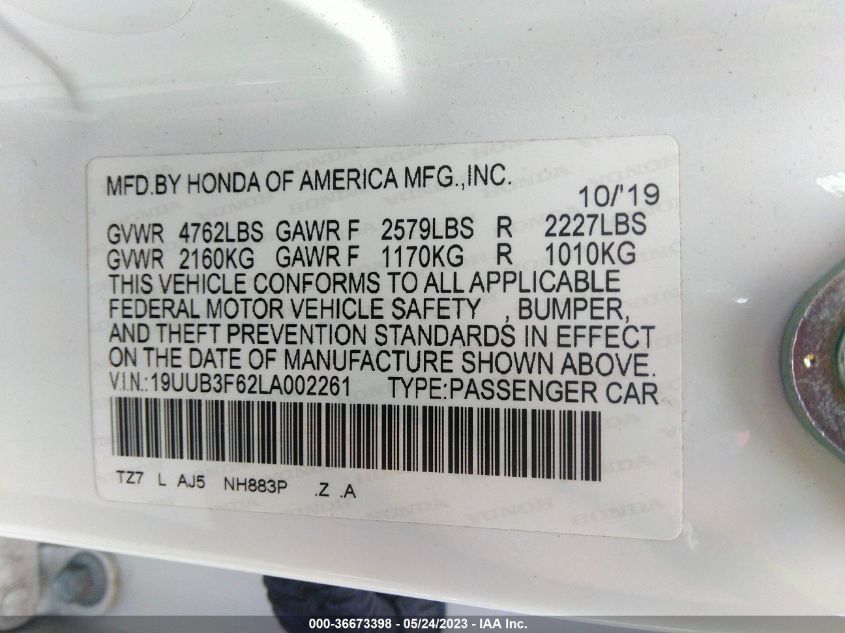 MFD.BY HONDA OF AMERICA MFG.,INC.
10/'19
GVWR 4762LBS GAWR F 2579LBS R 2227LBS
GVWR 2160KG GAWR F 1170KG R 1010KG
THIS VEHICLE CONFORMS TO ALL APPLICABLE
FEDERAL MOTOR VEHICLE SAFETY , BUMPER,
AND THEFT PREVENTION STANDARDS IN EFFECT
ON THE DATE OF MANUFACTURE SHOWN ABOVE.
V.I.N.:19UUB3F62LA002261 TYPE:PASSENGER CAR
TZ7 L AJ5 NH883P .Z .A
000-36673398 - 05/24/2023 - IAA Inc.